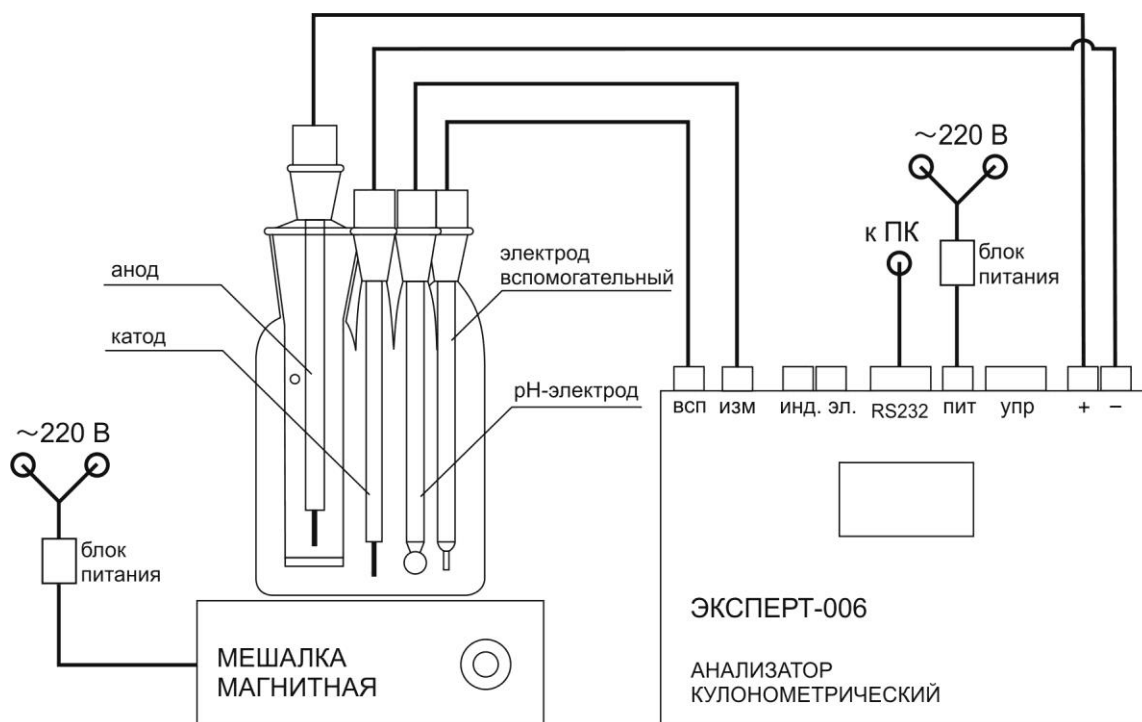 ~220 В
к ПК
блок
питания
электрод
вспомогательный
анод
катод
pH-электрод
всп
изм
инд. эл.
RS232
пит
упр
+
−
~220 В
блок
питания
МЕШАЛКА
МАГНИТНАЯ
ЭКСПЕРТ-006
АНАЛИЗАТОР
КУЛОНОМЕТРИЧЕСКИЙ